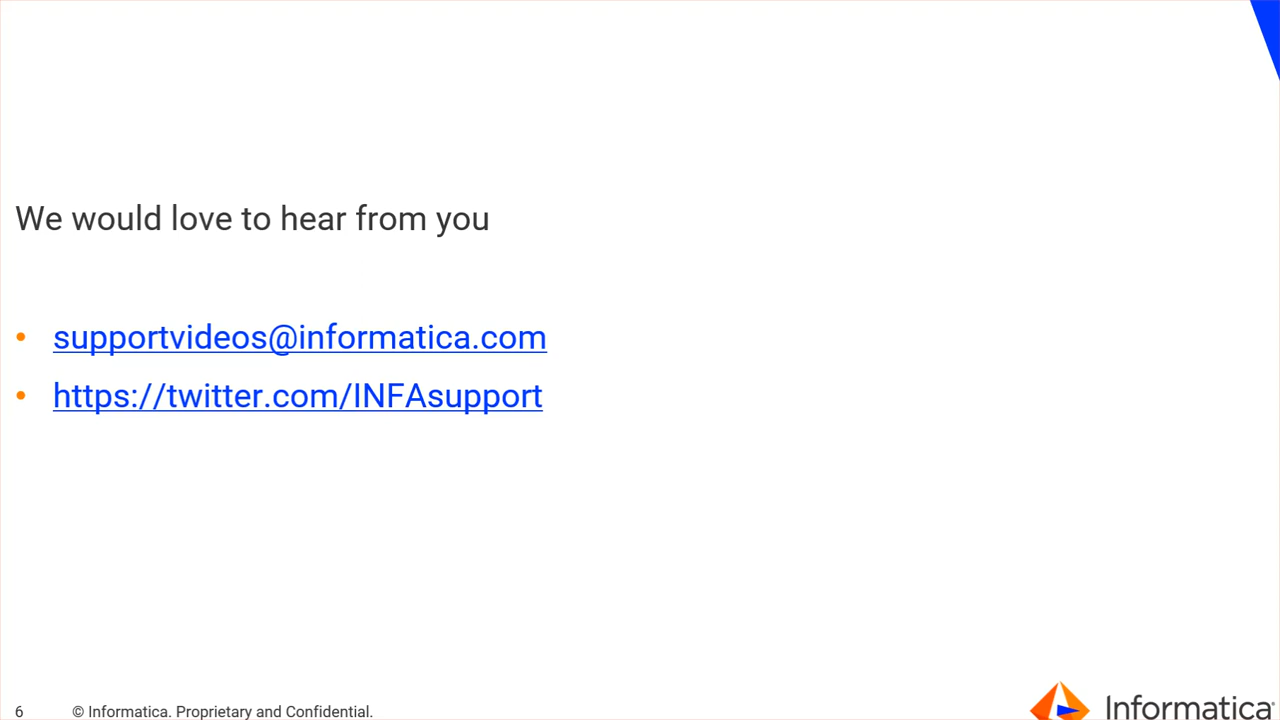 We would love to hear from you
• supportvideos@informatica.com
• https://twitter.com/INFAsupport
6 © Informatica. Proprietary and Confidential.
Informatica